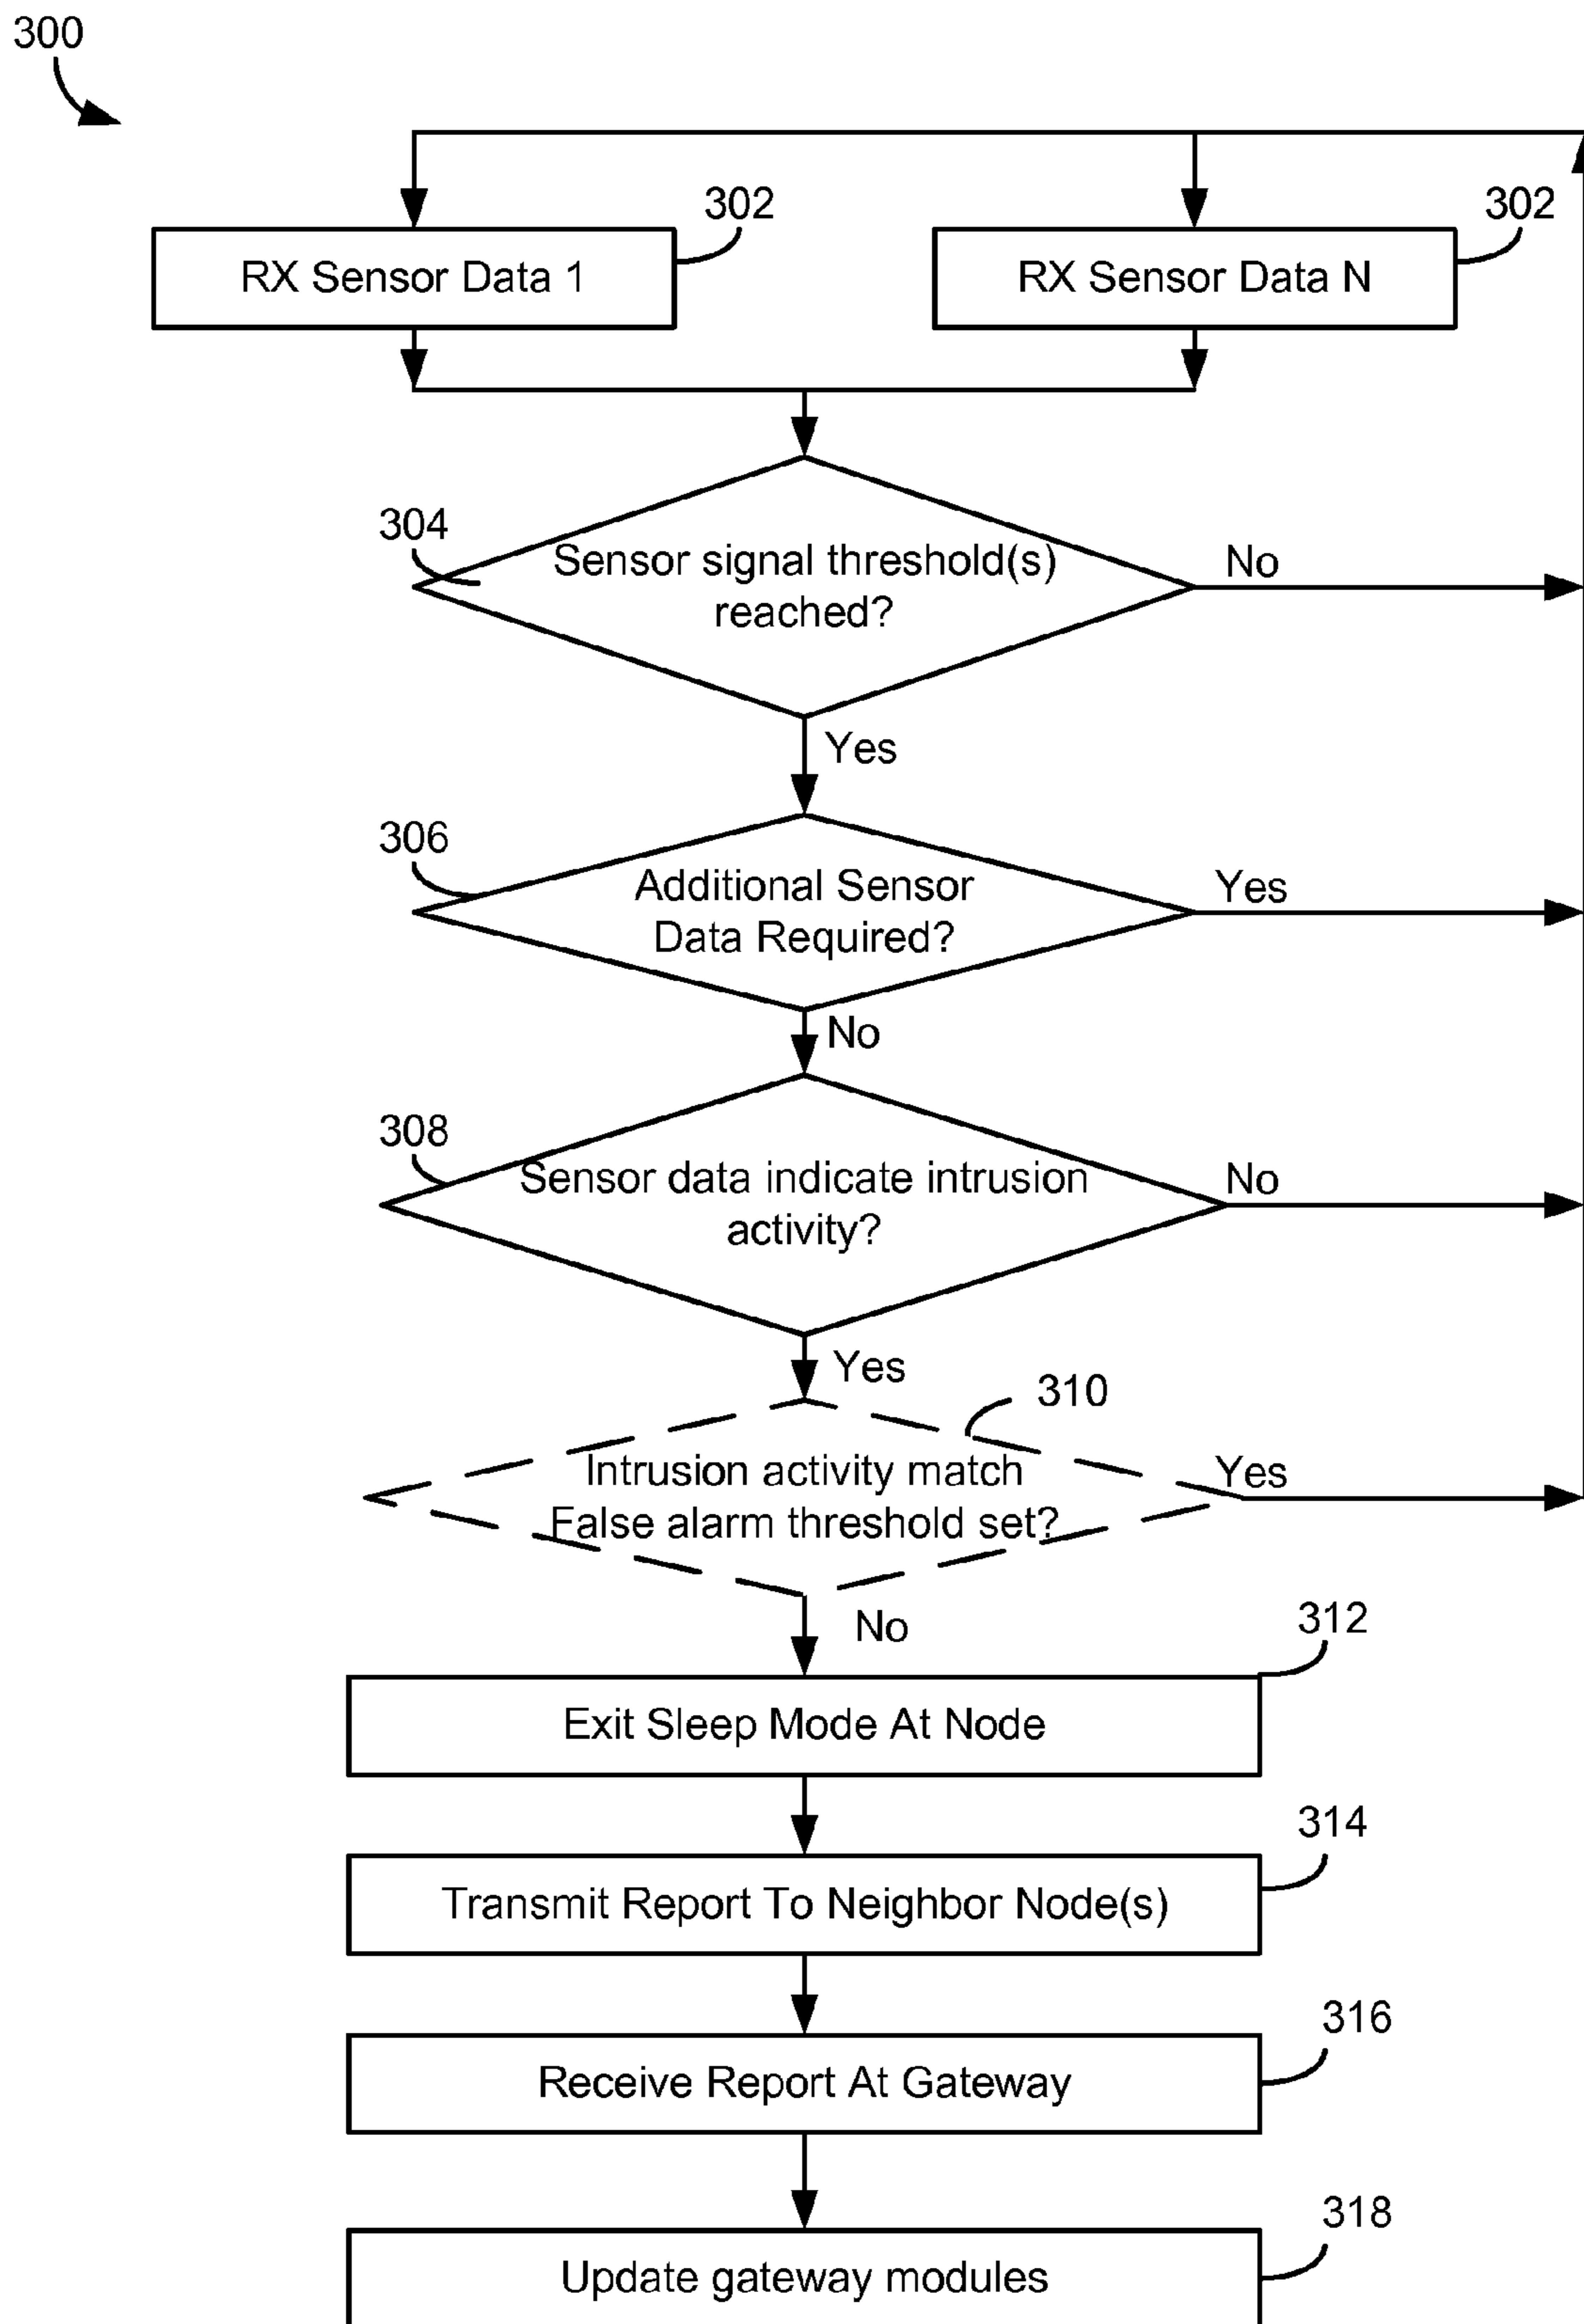 300
302
302
RX Sensor Data 1
RX Sensor Data N
304
Sensor signal threshold(s)
reached?
No
Yes
306
Additional Sensor
Data Required?
Yes
No
308
Sensor data indicate intrusion
activity?
No
Yes
310
Intrusion activity match
False alarm threshold set?
Yes
No
312
Exit Sleep Mode At Node
314
Transmit Report To Neighbor Node(s)
316
Receive Report At Gateway
318
Update gateway modules